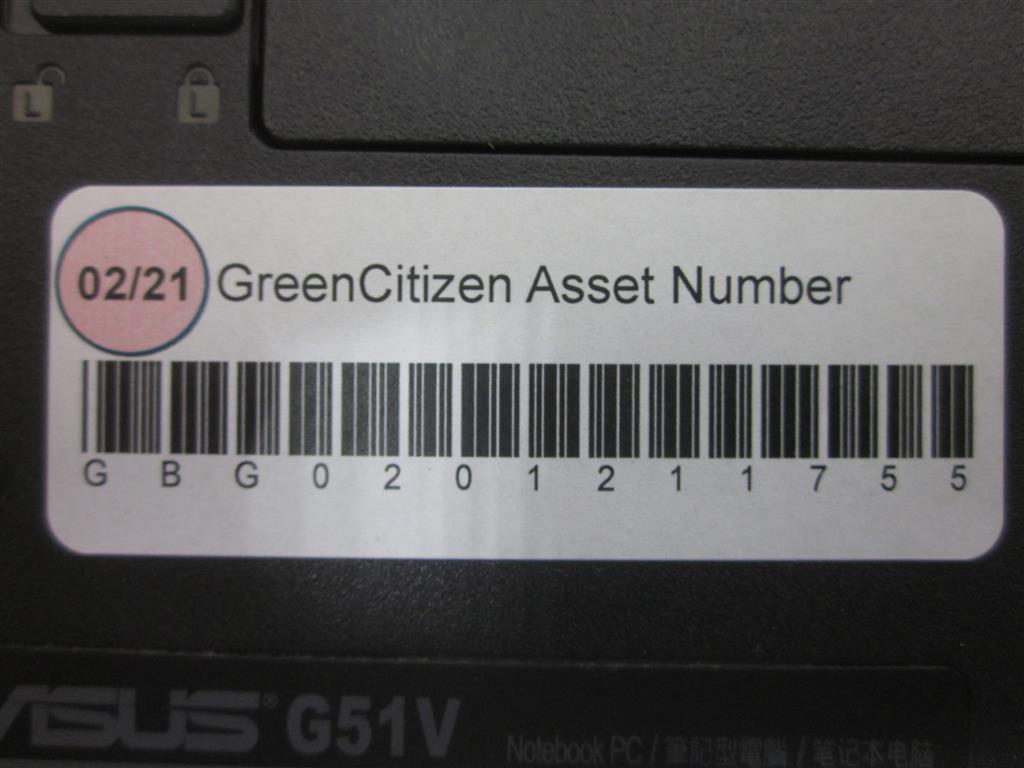 L L
02/21 GreenCitizen Asset Number
G B G 0 2 0 1 2 1 1 7 5 5
ASUS® G51V
Notebook PC / 筆記型電腦 / 笔记本电脑